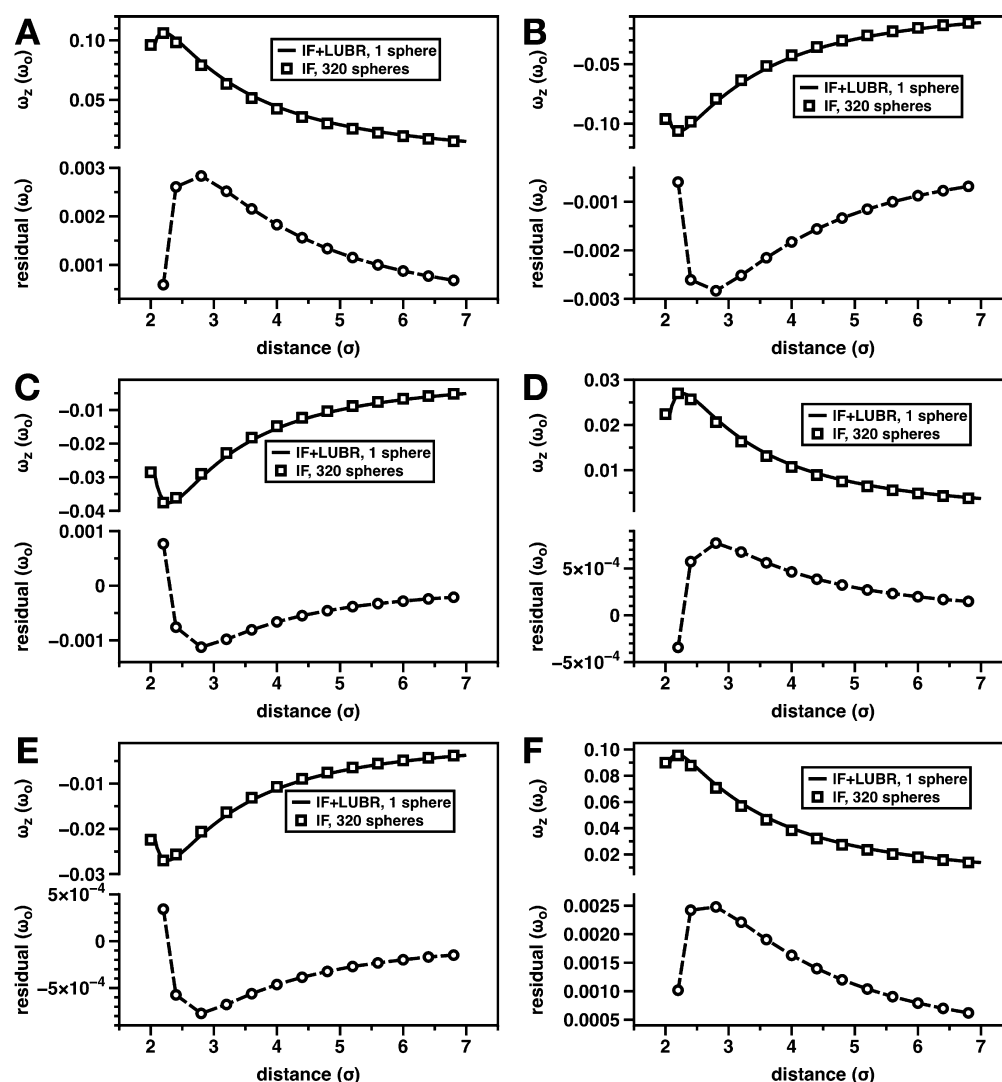 A
ω_z (ω_o)
0.10
0.05
IF+LUBR, 1 sphere
IF, 320 spheres
residual (ω_o)
0.003
0.002
0.001
2 3 4 5 6 7
distance (σ)
B
ω_z (ω_o)
−0.05
−0.10
IF+LUBR, 1 sphere
IF, 320 spheres
residual (ω_o)
−0.001
−0.002
−0.003
2 3 4 5 6 7
distance (σ)
C
ω_z (ω_o)
−0.01
−0.02
−0.03
−0.04
IF+LUBR, 1 sphere
IF, 320 spheres
residual (ω_o)
0.001
0
−0.001
2 3 4 5 6 7
distance (σ)
D
ω_z (ω_o)
0.03
0.02
0.01
IF+LUBR, 1 sphere
IF, 320 spheres
residual (ω_o)
5×10⁻⁴
0
−5×10⁻⁴
2 3 4 5 6 7
distance (σ)
E
ω_z (ω_o)
−0.01
−0.02
−0.03
IF+LUBR, 1 sphere
IF, 320 spheres
residual (ω_o)
5×10⁻⁴
0
−5×10⁻⁴
2 3 4 5 6 7
distance (σ)
F
ω_z (ω_o)
0.10
0.08
0.06
0.04
0.02
IF+LUBR, 1 sphere
IF, 320 spheres
residual (ω_o)
0.0025
0.0020
0.0015
0.0010
0.0005
2 3 4 5 6 7
distance (σ)